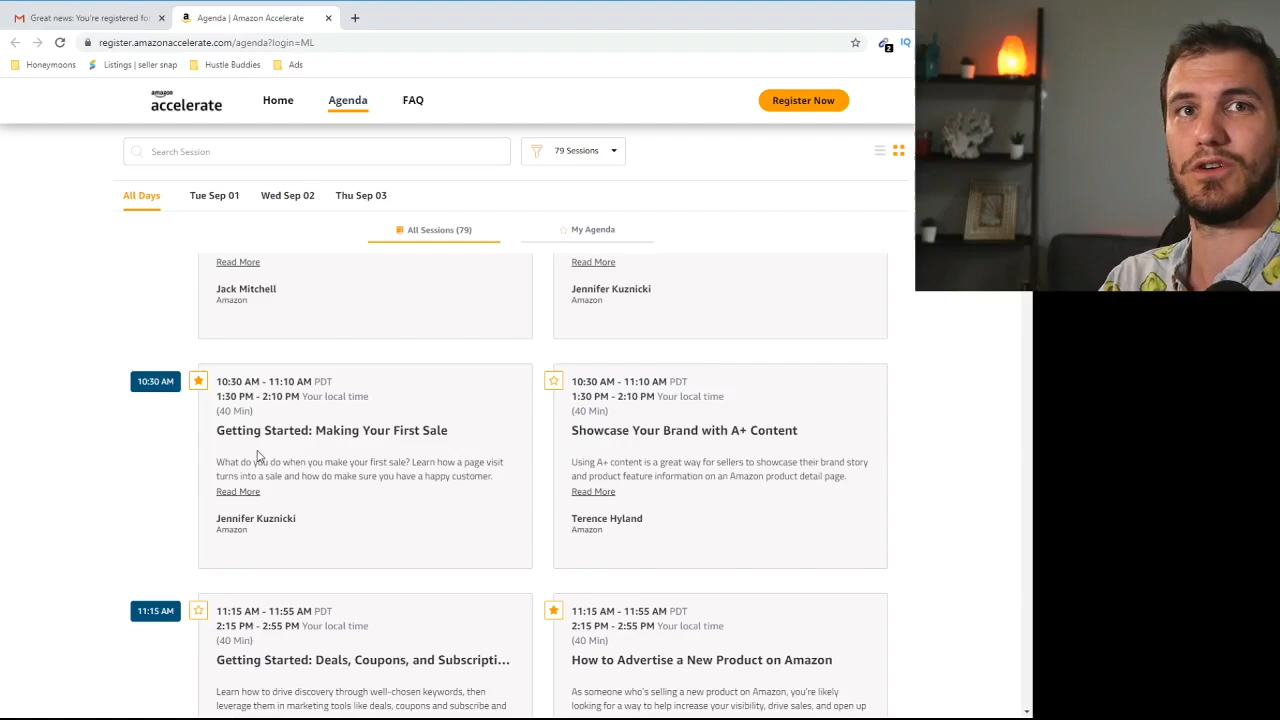 Great news: You're registered fo
Agenda | Amazon Accelerate
register.amazonaccelerate.com/agenda?login=ML
2
IQ
Honeymoons
Listings | seller snap
Hustle Buddies
Ads
amazon
accelerate
Home
Agenda
FAQ
Register Now
Search Session
79 Sessions
All Days
Tue Sep 01
Wed Sep 02
Thu Sep 03
All Sessions (79)
My Agenda
Read More
Jack Mitchell
Amazon
Read More
Jennifer Kuznicki
Amazon
10:30 AM
10:30 AM - 11:10 AM PDT
1:30 PM - 2:10 PM Your local time
(40 Min)
Getting Started: Making Your First Sale
What do you do when you make your first sale? Learn how a page visit
turns into a sale and how do make sure you have a happy customer.
Read More
Jennifer Kuznicki
Amazon
10:30 AM - 11:10 AM PDT
1:30 PM - 2:10 PM Your local time
(40 Min)
Showcase Your Brand with A+ Content
Using A+ content is a great way for sellers to showcase their brand story
and product feature information on an Amazon product detail page.
Read More
Terence Hyland
Amazon
11:15 AM
11:15 AM - 11:55 AM PDT
2:15 PM - 2:55 PM Your local time
(40 Min)
Getting Started: Deals, Coupons, and Subscripti...
Learn how to drive discovery through well-chosen keywords, then
leverage them in marketing tools like deals, coupons and subscribe and
11:15 AM - 11:55 AM PDT
2:15 PM - 2:55 PM Your local time
(40 Min)
How to Advertise a New Product on Amazon
As someone who's selling a new product on Amazon, you're likely
looking for a way to help increase your visibility, drive sales, and open up